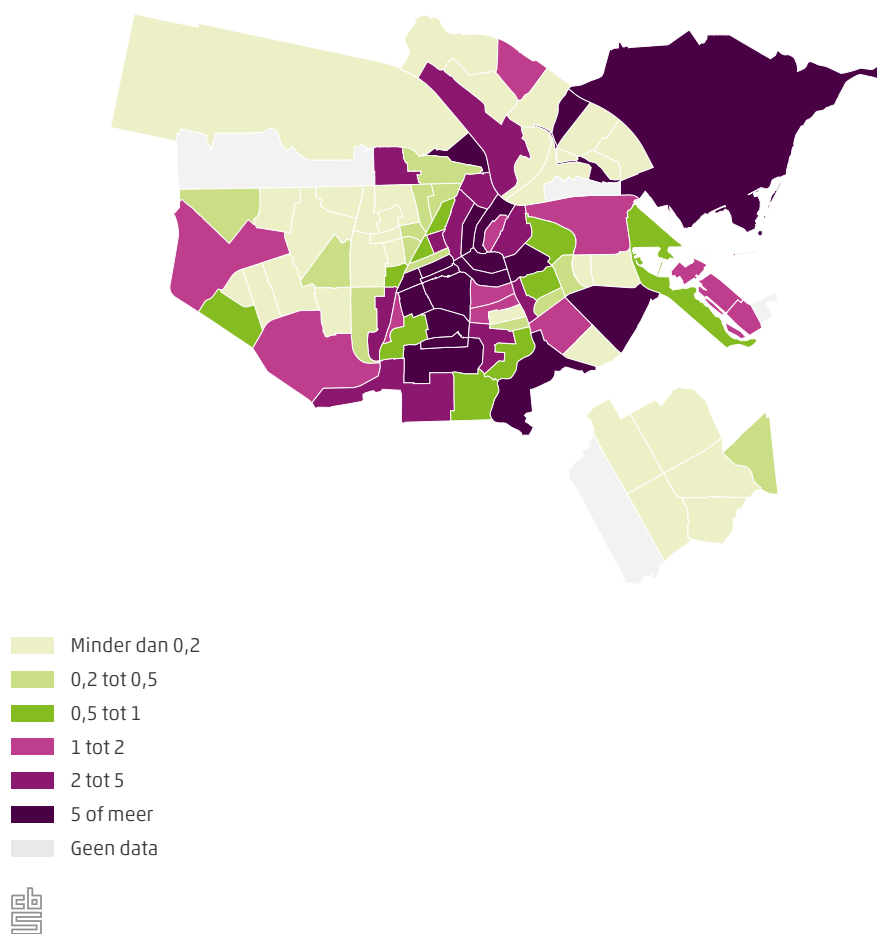 Minder dan 0,2
0,2 tot 0,5
0,5 tot 1
1 tot 2
2 tot 5
5 of meer
Geen data
cbs